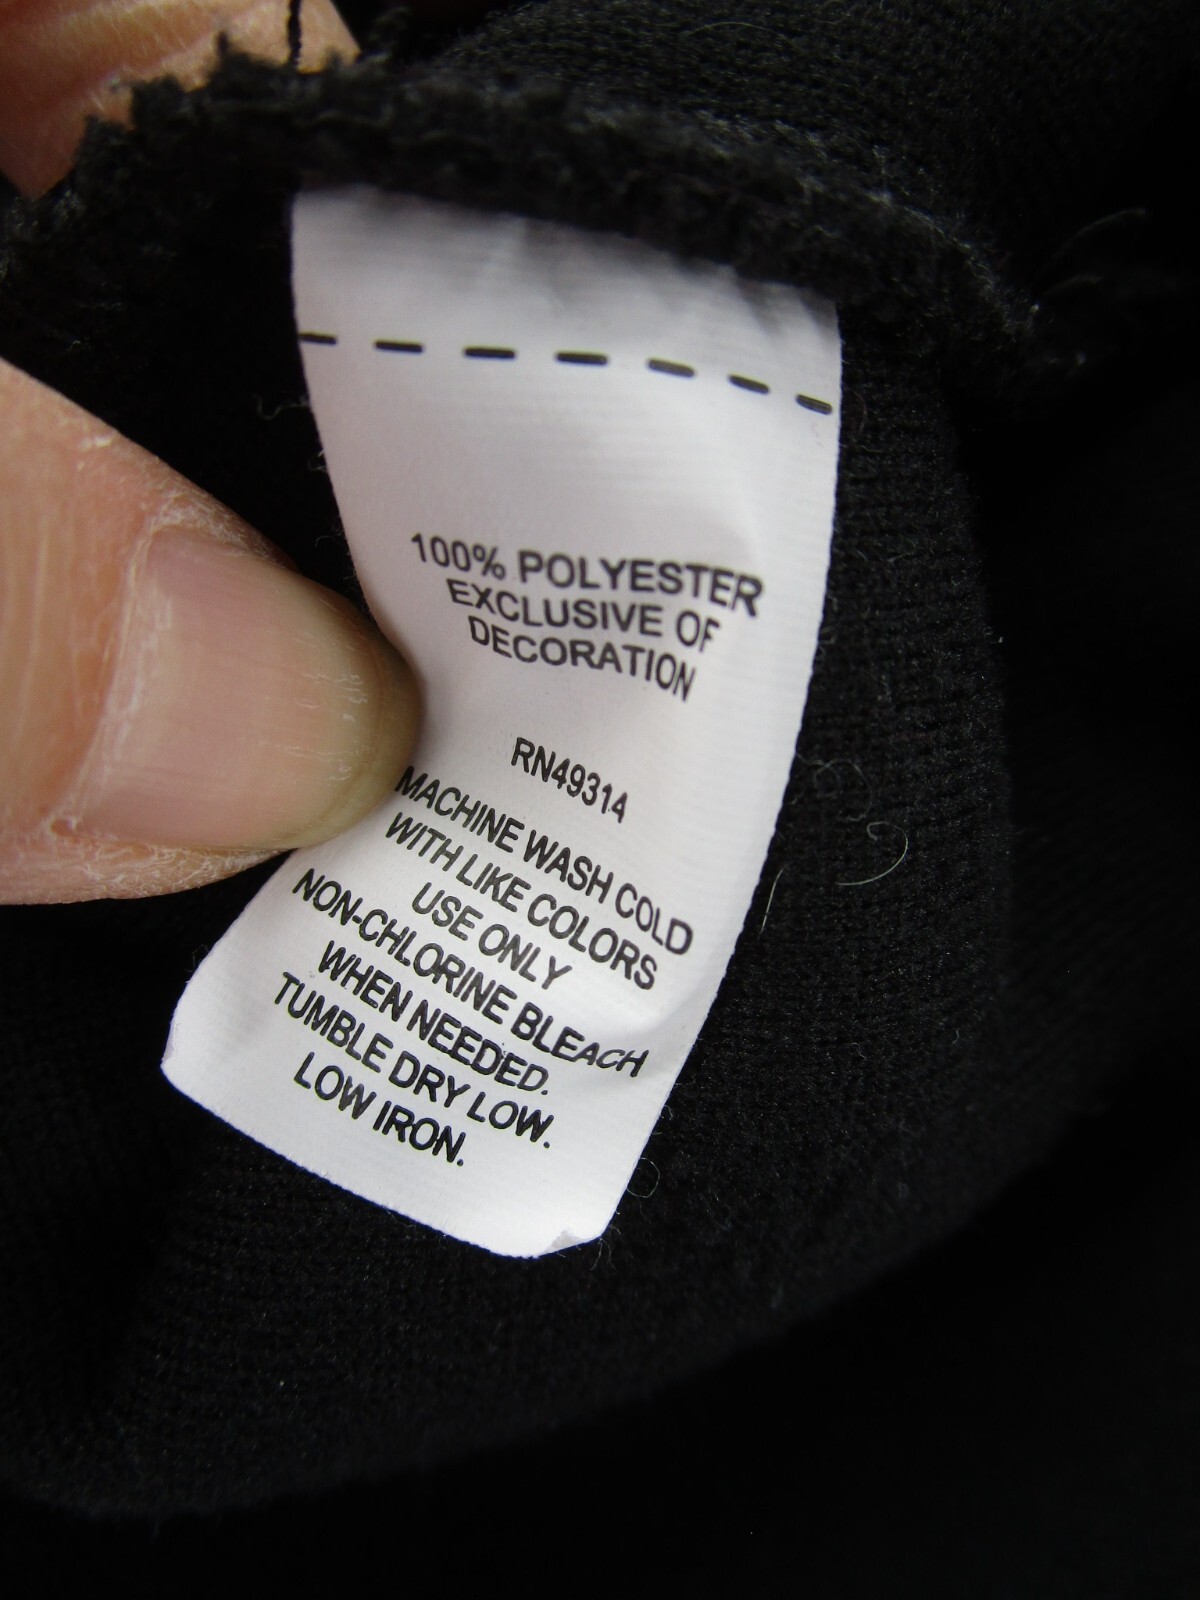 100% POLYESTER
EXCLUSIVE OF
DECORATION
RN49314
MACHINE WASH COLD
WITH LIKE COLORS
USE ONLY
NON-CHLORINE BLEACH
WHEN NEEDED.
TUMBLE DRY LOW.
LOW IRON.